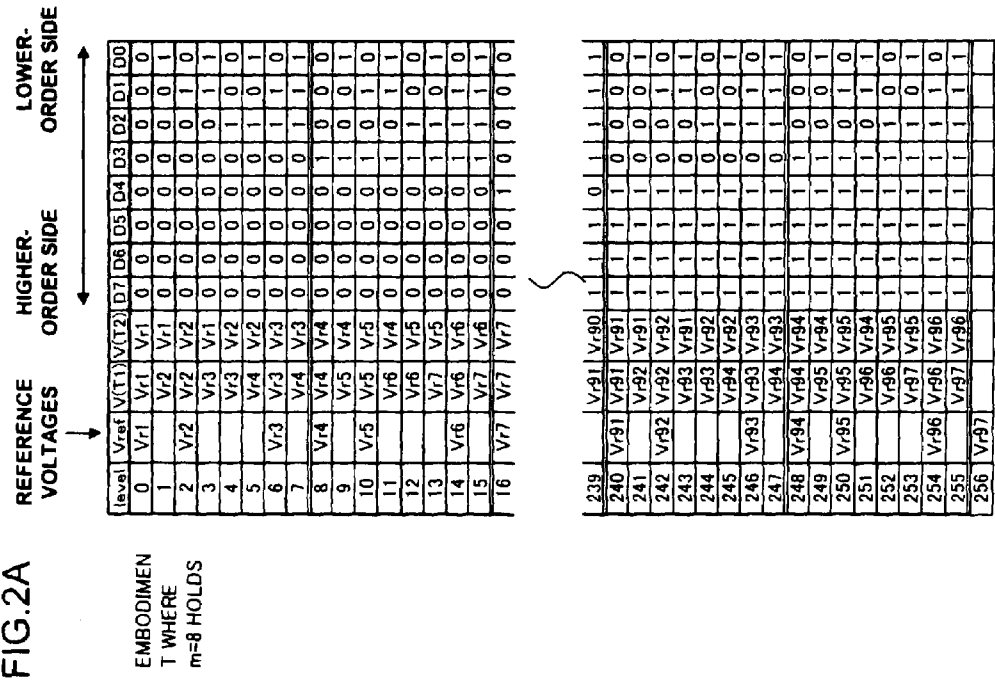 FIG.2A
EMBODIMEN
T WHERE
m=8 HOLDS
REFERENCE
VOLTAGES
HIGHER-
ORDER SIDE
LOWER-
ORDER SIDE
level Vref V(T1) V(T2) D7 D6 D5 D4 D3 D2 D1 D0
0 Vr1 Vr1 Vr1 0 0 0 0 0 0 0 0
1 Vr2 Vr1 0 0 0 0 0 0 0 1
2 Vr2 Vr2 Vr2 0 0 0 0 0 0 1 0
3 Vr3 Vr1 0 0 0 0 0 0 1 1
4 Vr3 Vr2 0 0 0 0 0 1 0 0
5 Vr4 Vr2 0 0 0 0 0 1 0 1
6 Vr3 Vr3 Vr3 0 0 0 0 0 1 1 0
7 Vr4 Vr3 0 0 0 0 0 1 1 1
8 Vr4 Vr4 Vr4 0 0 0 0 1 0 0 0
9 Vr5 Vr4 0 0 0 0 1 0 0 1
10 Vr5 Vr5 Vr5 0 0 0 0 1 0 1 0
11 Vr6 Vr4 0 0 0 0 1 0 1 1
12 Vr6 Vr5 0 0 0 0 1 1 0 0
13 Vr7 Vr5 0 0 0 0 1 1 0 1
14 Vr6 Vr6 Vr6 0 0 0 0 1 1 1 0
15 Vr7 Vr6 0 0 0 0 1 1 1 1
16 Vr7 Vr7 Vr7 0 0 0 1 0 0 0 0
239 Vr91 Vr90 1 1 1 0 1 1 1 1
240 Vr91 Vr91 Vr91 1 1 1 1 0 0 0 0
241 Vr92 Vr91 1 1 1 1 0 0 0 1
242 Vr92 Vr92 Vr92 1 1 1 1 0 0 1 0
243 Vr93 Vr91 1 1 1 1 0 0 1 1
244 Vr93 Vr92 1 1 1 1 0 1 0 0
245 Vr94 Vr92 1 1 1 1 0 1 0 1
246 Vr93 Vr93 Vr93 1 1 1 1 0 1 1 0
247 Vr94 Vr93 1 1 1 1 0 1 1 1
248 Vr94 Vr94 Vr94 1 1 1 1 1 0 0 0
249 Vr95 Vr94 1 1 1 1 1 0 0 1
250 Vr95 Vr95 Vr95 1 1 1 1 1 0 1 0
251 Vr96 Vr94 1 1 1 1 1 0 1 1
252 Vr96 Vr95 1 1 1 1 1 1 0 0
253 Vr97 Vr95 1 1 1 1 1 1 0 1
254 Vr96 Vr96 Vr96 1 1 1 1 1 1 1 0
255 Vr97 Vr96 1 1 1 1 1 1 1 1
256 Vr97